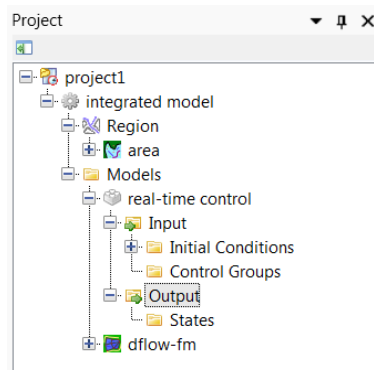 Project
project1
integrated model
Region
area
Models
real-time control
Input
Initial Conditions
Control Groups
Output
States
dflow-fm